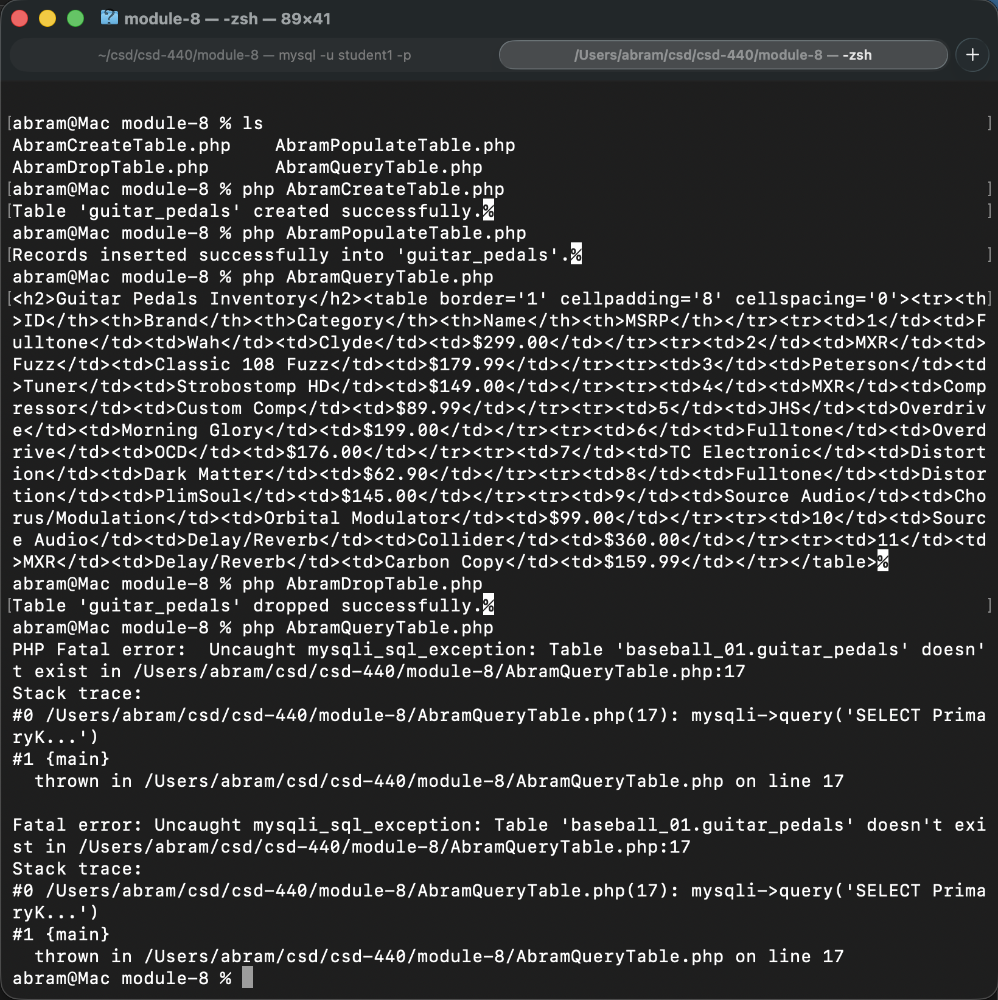 module-8 — -zsh — 89×41
~/csd/csd-440/module-8 — mysql -u student1 -p
/Users/abram/csd/csd-440/module-8 — -zsh
+
[abram@Mac module-8 % ls ]
AbramCreateTable.php    AbramPopulateTable.php
AbramDropTable.php      AbramQueryTable.php
[abram@Mac module-8 % php AbramCreateTable.php ]
[Table 'guitar_pedals' created successfully.% ]
abram@Mac module-8 % php AbramPopulateTable.php
[Records inserted successfully into 'guitar_pedals'.% ]
abram@Mac module-8 % php AbramQueryTable.php
[<h2>Guitar Pedals Inventory</h2><table border='1' cellpadding='8' cellspacing='0'><tr><th]
>ID</th><th>Brand</th><th>Category</th><th>Name</th><th>MSRP</th></tr><tr><td>1</td><td>F
ulltone</td><td>Wah</td><td>Clyde</td><td>$299.00</td></tr><tr><td>2</td><td>MXR</td><td>
Fuzz</td><td>Classic 108 Fuzz</td><td>$179.99</td></tr><tr><td>3</td><td>Peterson</td><td
>Tuner</td><td>Strobostomp HD</td><td>$149.00</td></tr><tr><td>4</td><td>MXR</td><td>Comp
ressor</td><td>Custom Comp</td><td>$89.99</td></tr><tr><td>5</td><td>JHS</td><td>Overdriv
e</td><td>Morning Glory</td><td>$199.00</td></tr><tr><td>6</td><td>Fulltone</td><td>Overd
rive</td><td>OCD</td><td>$176.00</td></tr><tr><td>7</td><td>TC Electronic</td><td>Distort
ion</td><td>Dark Matter</td><td>$62.90</td></tr><tr><td>8</td><td>Fulltone</td><td>Distor
tion</td><td>PlimSoul</td><td>$145.00</td></tr><tr><td>9</td><td>Source Audio</td><td>Cho
rus/Modulation</td><td>Orbital Modulator</td><td>$99.00</td></tr><tr><td>10</td><td>Sourc
e Audio</td><td>Delay/Reverb</td><td>Collider</td><td>$360.00</td></tr><tr><td>11</td><td
>MXR</td><td>Delay/Reverb</td><td>Carbon Copy</td><td>$159.99</td></tr></table>%
abram@Mac module-8 % php AbramDropTable.php
[Table 'guitar_pedals' dropped successfully.% ]
abram@Mac module-8 % php AbramQueryTable.php
PHP Fatal error:  Uncaught mysqli_sql_exception: Table 'baseball_01.guitar_pedals' doesn'
t exist in /Users/abram/csd/csd-440/module-8/AbramQueryTable.php:17
Stack trace:
#0 /Users/abram/csd/csd-440/module-8/AbramQueryTable.php(17): mysqli->query('SELECT Prima
ryK...')
#1 {main}
  thrown in /Users/abram/csd/csd-440/module-8/AbramQueryTable.php on line 17
Fatal error: Uncaught mysqli_sql_exception: Table 'baseball_01.guitar_pedals' doesn't exi
st in /Users/abram/csd/csd-440/module-8/AbramQueryTable.php:17
Stack trace:
#0 /Users/abram/csd/csd-440/module-8/AbramQueryTable.php(17): mysqli->query('SELECT Prima
ryK...')
#1 {main}
  thrown in /Users/abram/csd/csd-440/module-8/AbramQueryTable.php on line 17
abram@Mac module-8 %